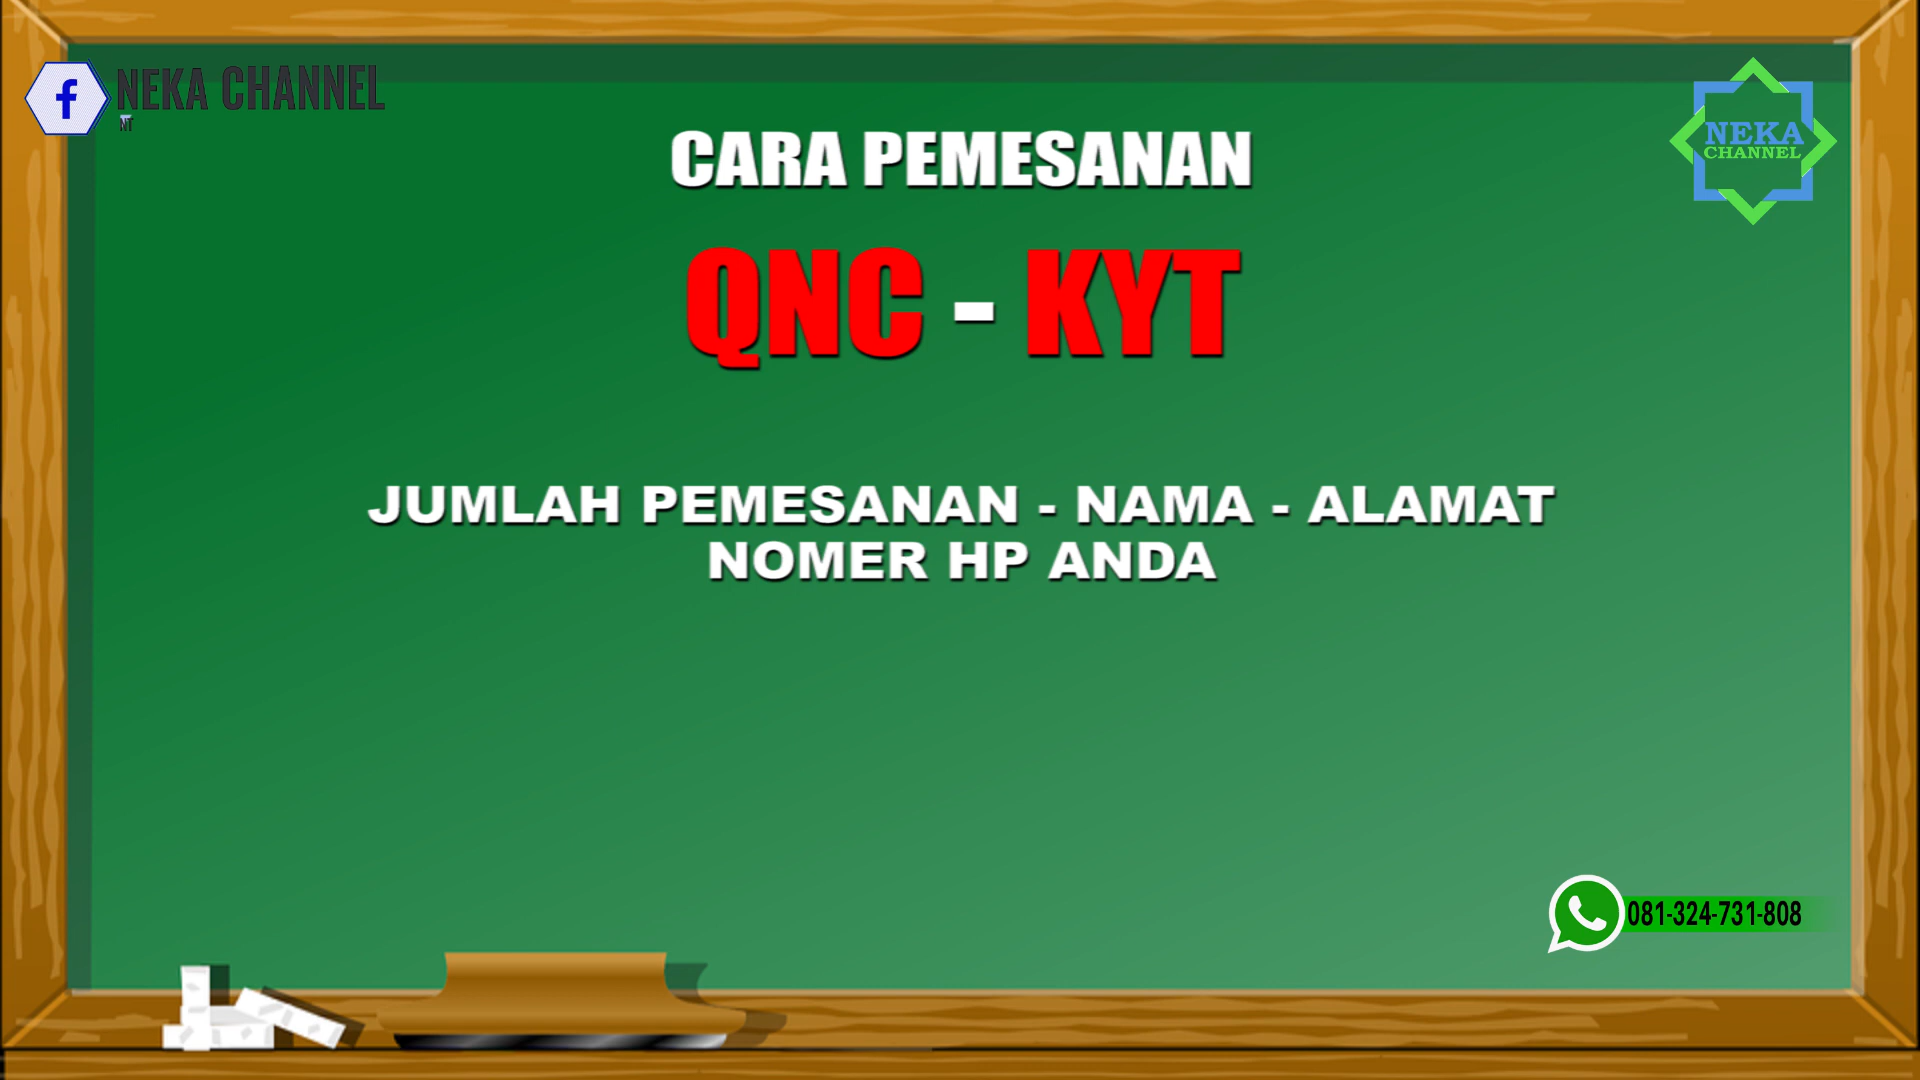 f NEKA CHANNEL
NT
NEKA
CHANNEL
CARA PEMESANAN
QNC - KYT
JUMLAH PEMESANAN - NAMA - ALAMAT
NOMER HP ANDA
081-324-731-808